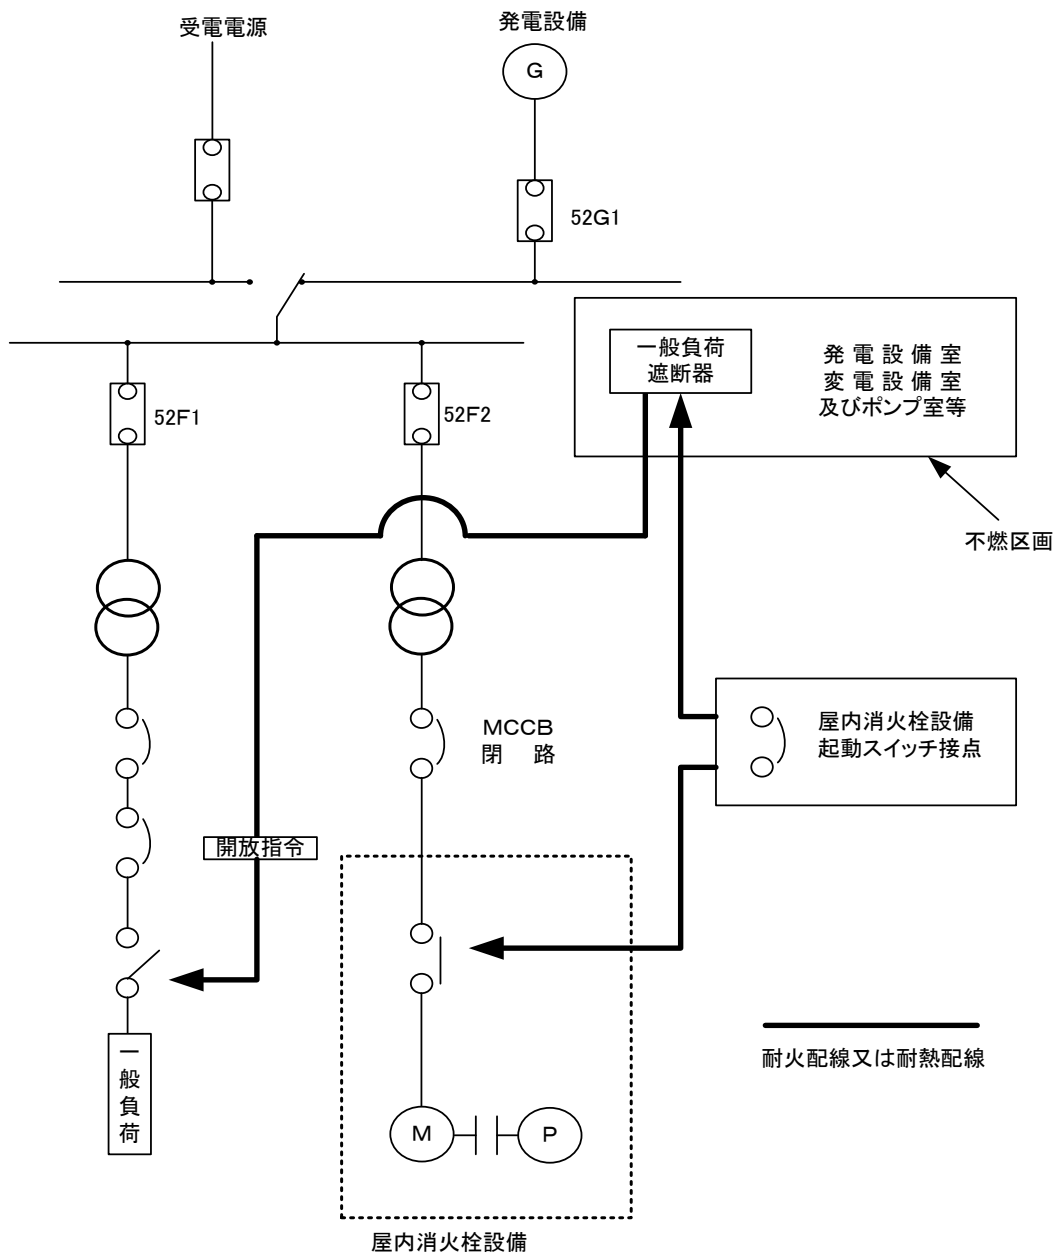 受電電源
発電設備
G
52G1
一般負荷
遮断器
発電設備室
変電設備室
及びポンプ室等
52F1
52F2
不燃区画
MCCB
閉路
屋内消火栓設備
起動スイッチ接点
開放指令
耐火配線又は耐熱配線
一般負荷
M
P
屋内消火栓設備